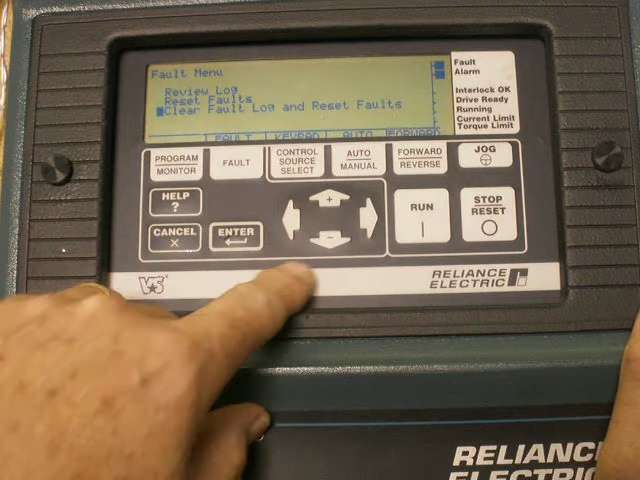 Fault Menu
Review Log
Reset Faults
Clear Fault Log and Reset Faults
FAULT KEYPAD AUTO FORWARD
Fault
Alarm
Interlock OK
Drive Ready
Running
Current Limit
Torque Limit
PROGRAM
MONITOR
FAULT
CONTROL
SOURCE
SELECT
AUTO
MANUAL
FORWARD
REVERSE
JOG
HELP
?
CANCEL
X
ENTER
+
-
RUN
|
STOP
RESET
O
VS
RELIANCE
ELECTRIC
RELIANC
ELECTRIC